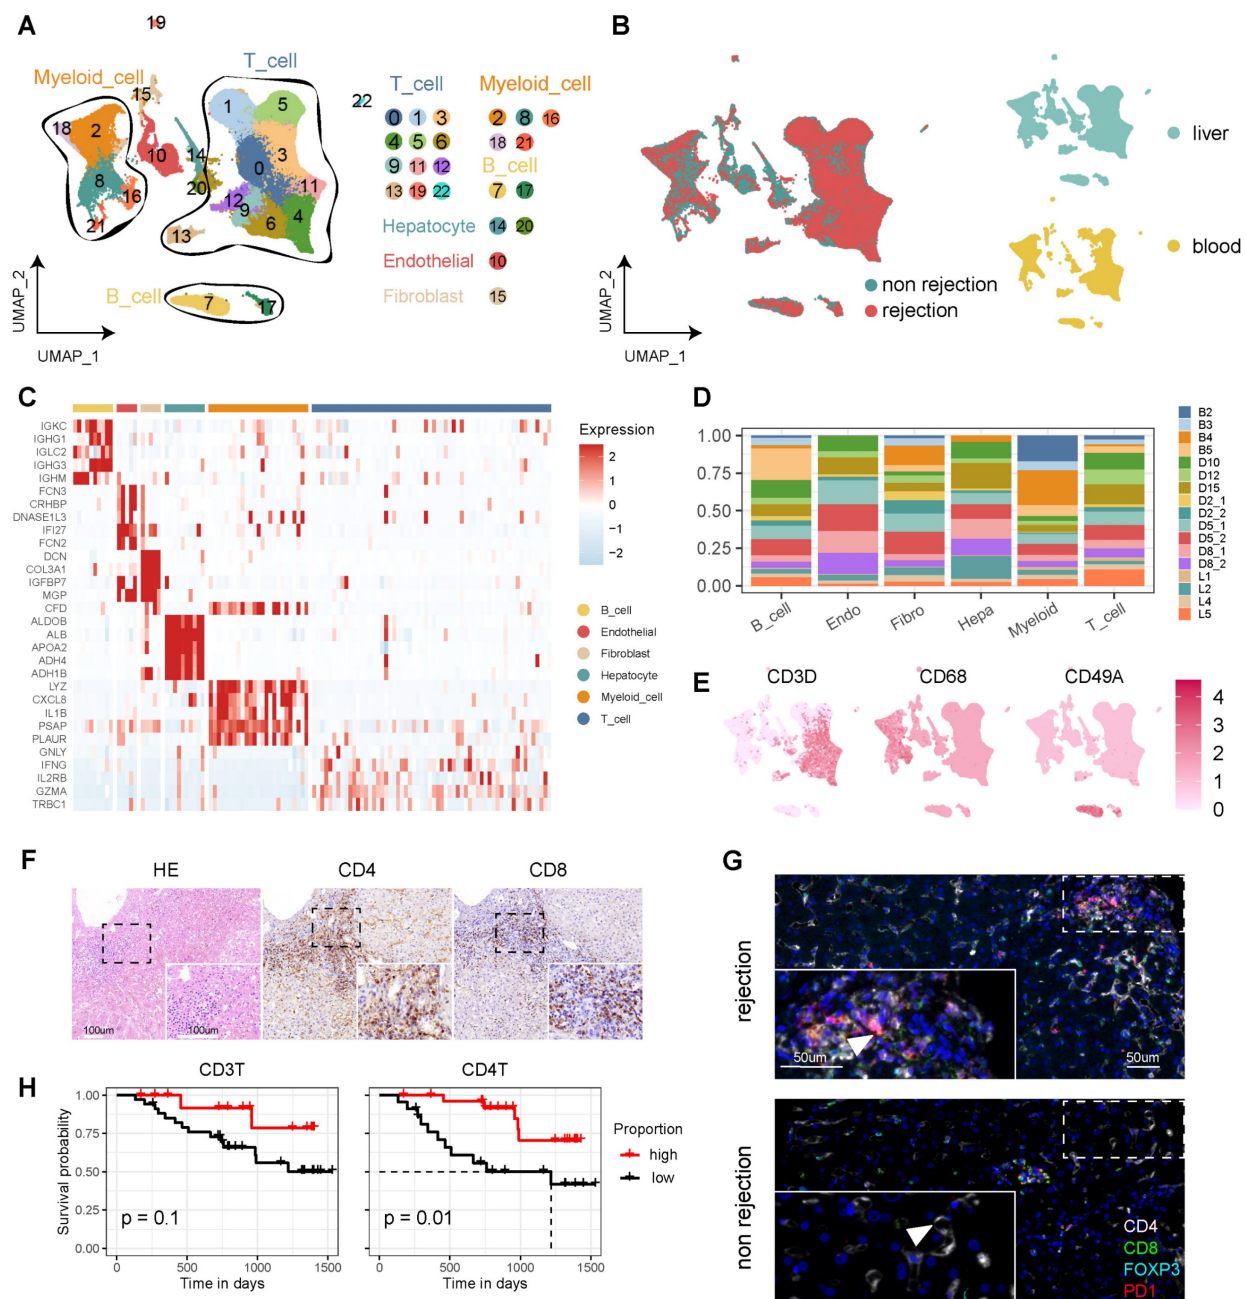 A
19
Myeloid_cell
T_cell
15
22
18
2
1
5
10
14
0
3
8
20
12
11
16
9
21
6
4
13
B_cell
7
17
UMAP_2
UMAP_1
T_cell
0 1 3
4 5 6
9 11 12
13 19 22
Myeloid_cell
2 8 16
18 21
B_cell
7 17
Hepatocyte 14 20
Endothelial 10
Fibroblast 15
B
UMAP_2
UMAP_1
non rejection
rejection
liver
blood
C
IGKC
IGHG1
IGLC2
IGHG3
IGHM
FCN3
CRHBP
DNASE1L3
IFI27
FCN2
DCN
COL3A1
IGFBP7
MGP
CFD
ALDOB
ALB
APOA2
ADH4
ADH1B
LYZ
CXCL8
IL1B
PSAP
PLAUR
GNLY
IFNG
IL2RB
GZMA
TRBC1
Expression
2
1
0
-1
-2
B_cell
Endothelial
Fibroblast
Hepatocyte
Myeloid_cell
T_cell
D
1.00
0.75
0.50
0.25
0.00
B_cell
Endo
Fibro
Hepa
Myeloid
T_cell
B2
B3
B4
B5
D10
D12
D15
D2_1
D2_2
D5_1
D5_2
D8_1
D8_2
L1
L2
L4
L5
E
CD3D
CD68
CD49A
4
3
2
1
0
F
HE
CD4
CD8
100um
100um
G
rejection
50um
50um
non rejection
CD4
CD8
FOXP3
PD1
H
CD3T
CD4T
Survival probability
1.00
0.75
0.50
0.25
0.00
p = 0.1
p = 0.01
0 500 1000 1500
0 500 1000 1500
Time in days
Time in days
Proportion
high
low